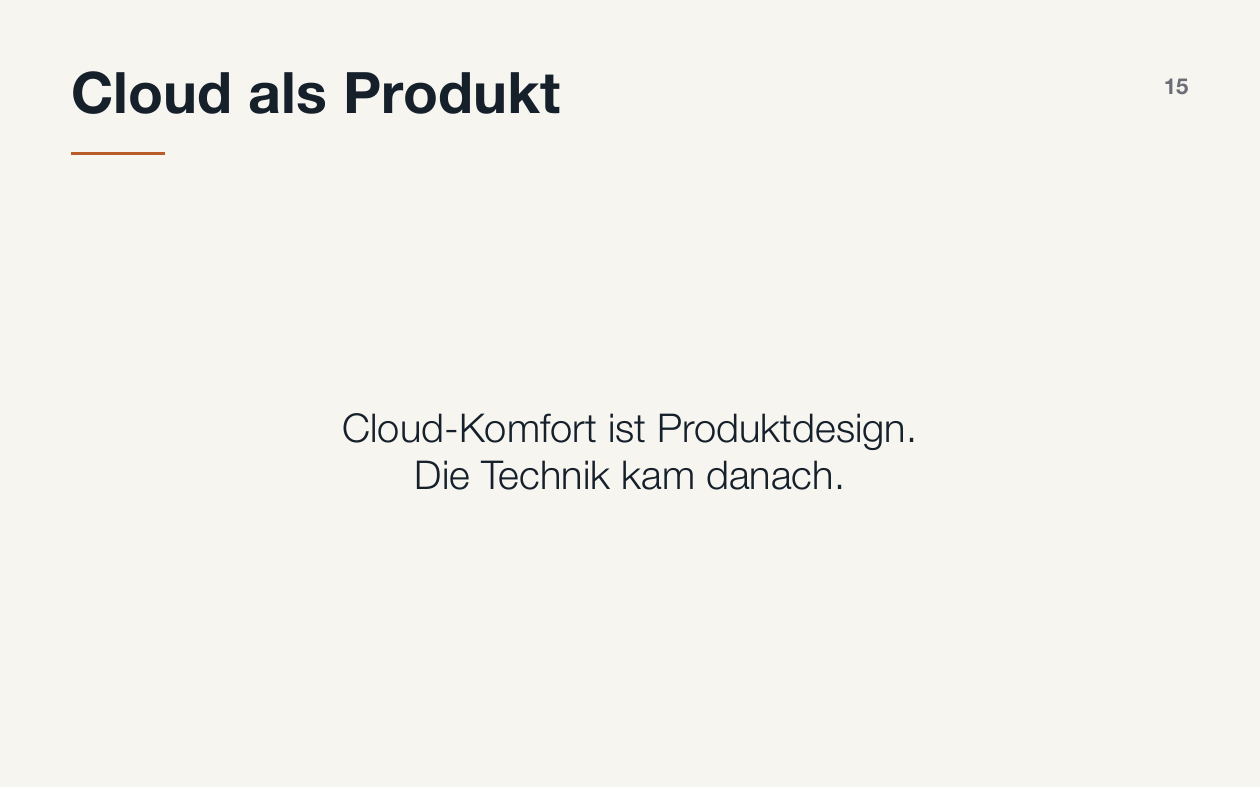 Cloud als Produkt
15
Cloud-Komfort ist Produktdesign.
Die Technik kam danach.